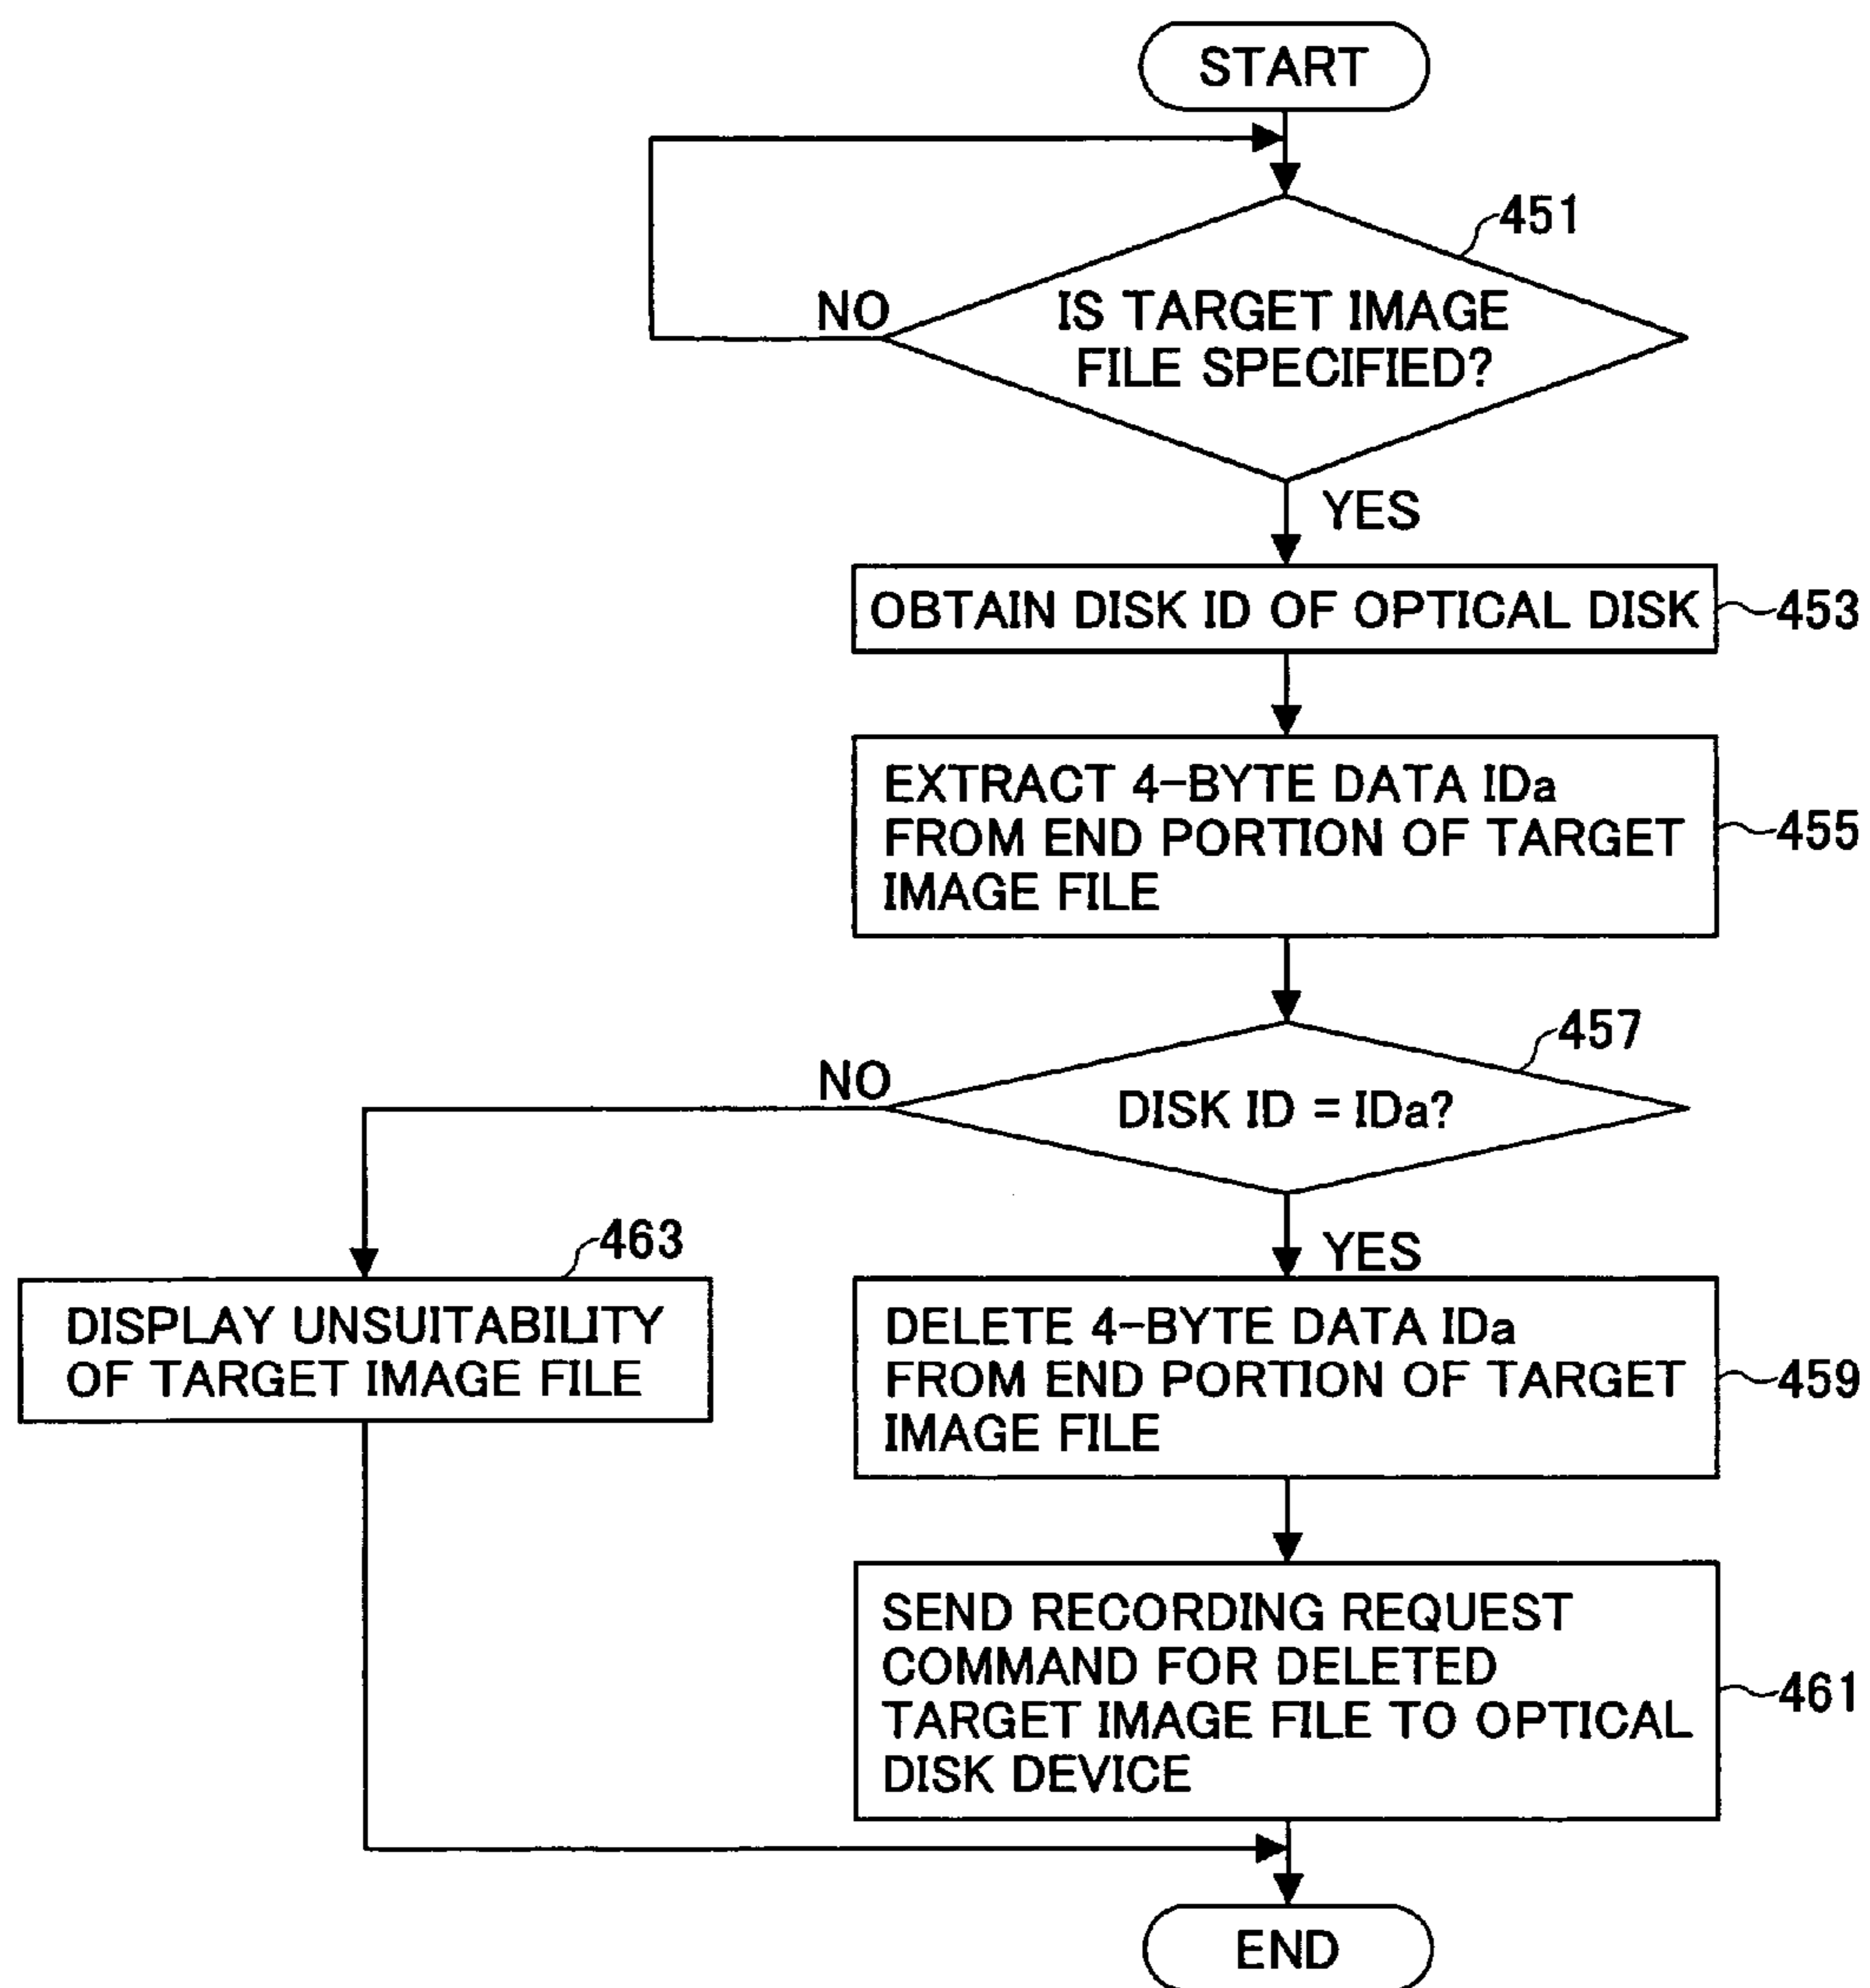 START
451
NO
IS TARGET IMAGE
FILE SPECIFIED?
YES
OBTAIN DISK ID OF OPTICAL DISK
453
EXTRACT 4-BYTE DATA IDa
FROM END PORTION OF TARGET
IMAGE FILE
455
457
NO
DISK ID = IDa?
YES
463
DISPLAY UNSUITABILITY
OF TARGET IMAGE FILE
DELETE 4-BYTE DATA IDa
FROM END PORTION OF TARGET
IMAGE FILE
459
SEND RECORDING REQUEST
COMMAND FOR DELETED
TARGET IMAGE FILE TO OPTICAL
DISK DEVICE
461
END